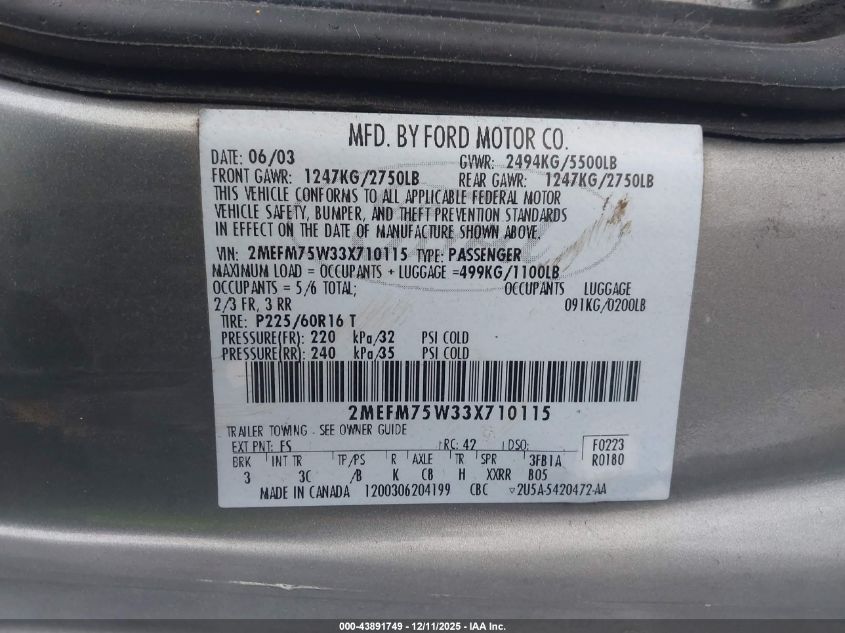 MFD. BY FORD MOTOR CO.
DATE: 06/03 GVWR: 2494KG/5500LB
FRONT GAWR: 1247KG/2750LB REAR GAWR: 1247KG/2750LB
THIS VEHICLE CONFORMS TO ALL APPLICABLE FEDERAL MOTOR
VEHICLE SAFETY, BUMPER, AND THEFT PREVENTION STANDARDS
IN EFFECT ON THE DATE OF MANUFACTURE SHOWN ABOVE.
VIN: 2MEFM75W33X710115 TYPE: PASSENGER
MAXIMUM LOAD = OCCUPANTS + LUGGAGE =499KG/1100LB
OCCUPANTS = 5/6 TOTAL; OCCUPANTS LUGGAGE
2/3 FR, 3 RR 091KG/0200LB
TIRE: P225/60R16 T
PRESSURE(FR): 220 kPa/32 PSI COLD
PRESSURE(RR): 240 kPa/35 PSI COLD
2MEFM75W33X710115
TRAILER TOWING - SEE OWNER GUIDE
EXT PNT: FS RC: 42 DSO: F0223
BRK INT TR TP/PS R AXLE TR SPR 3FB1A R0180
3 3C /B K C8 H XXRR B05
MADE IN CANADA 1200306204199 CBC 2U5A-5420472-AA
000-43891749 - 12/11/2025 - IAA Inc.